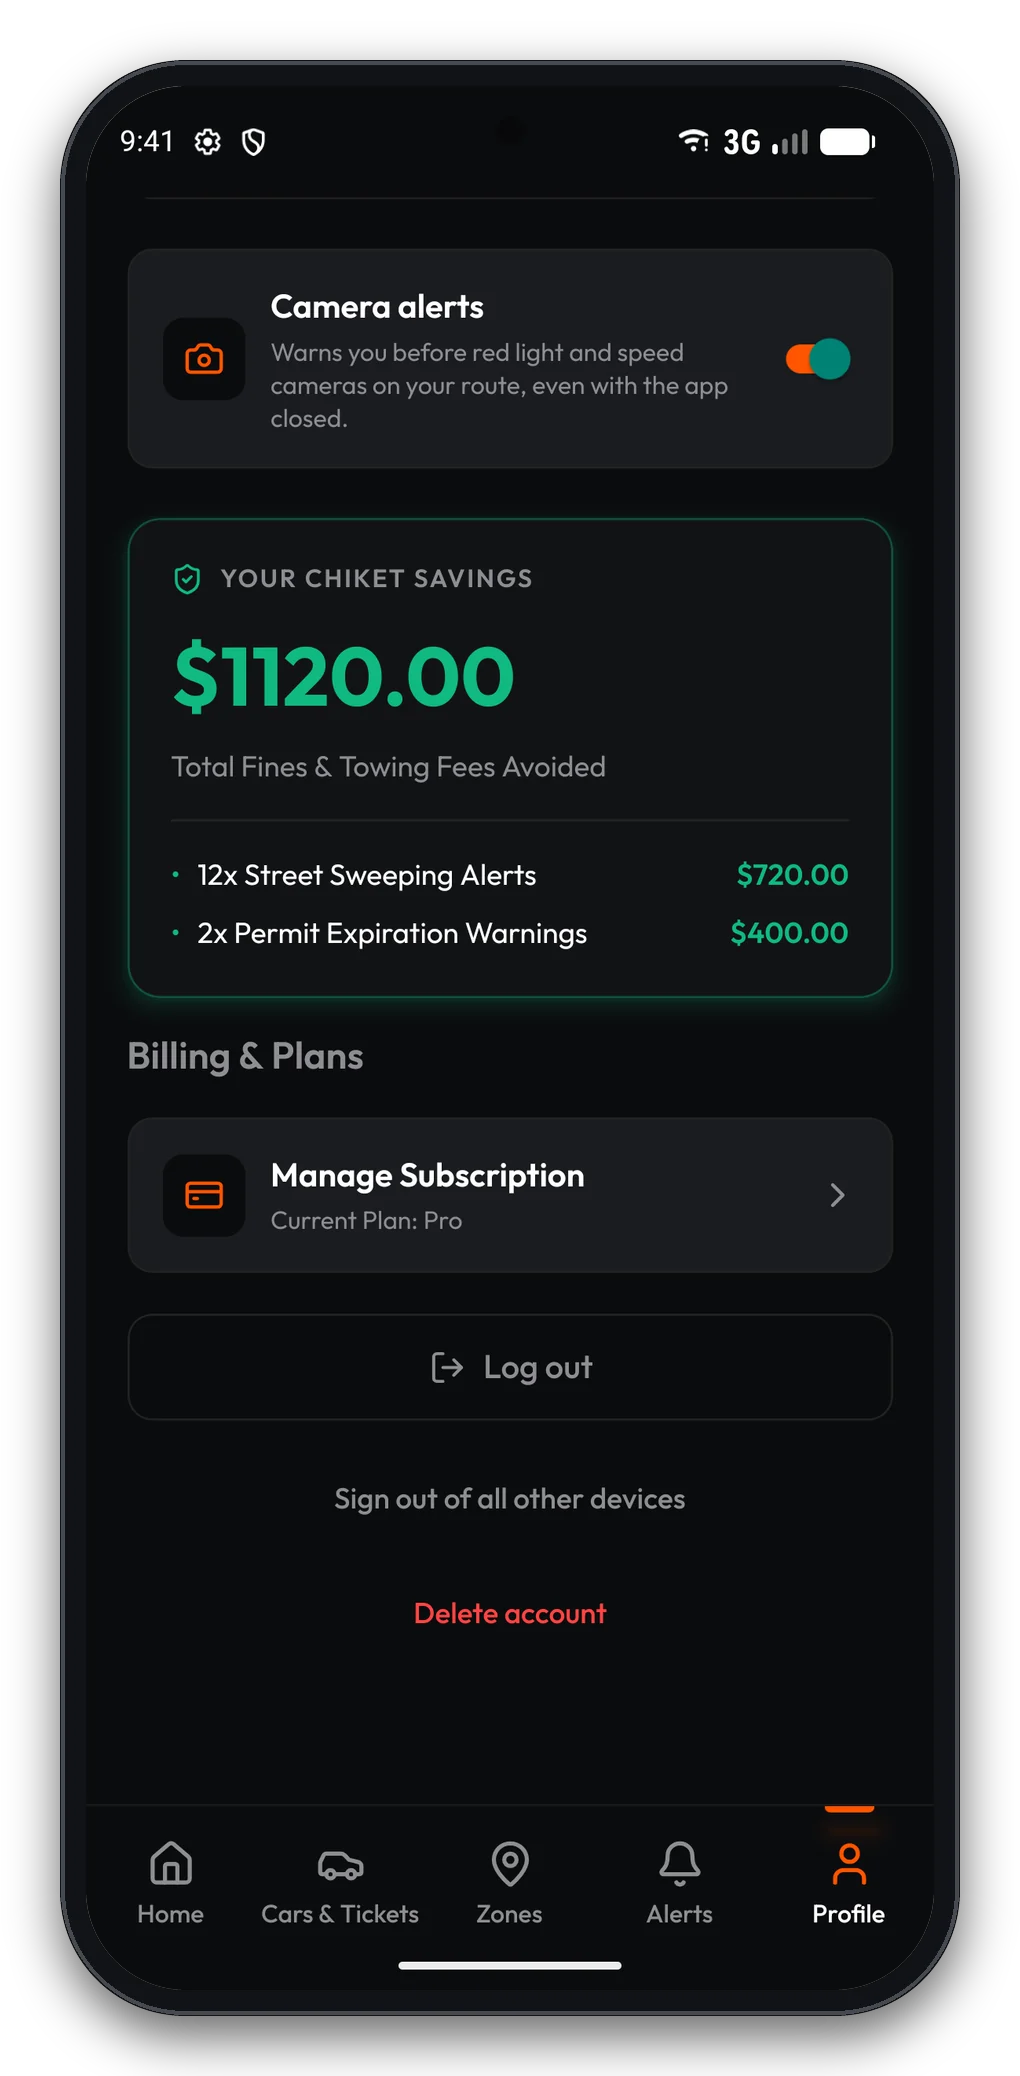 9:41
3G
Camera alerts
Warns you before red light and speed
cameras on your route, even with the app
closed.
YOUR CHIKET SAVINGS
$1120.00
Total Fines & Towing Fees Avoided
• 12x Street Sweeping Alerts $720.00
• 2x Permit Expiration Warnings $400.00
Billing & Plans
Manage Subscription
Current Plan: Pro
Log out
Sign out of all other devices
Delete account
Home Cars & Tickets Zones Alerts Profile